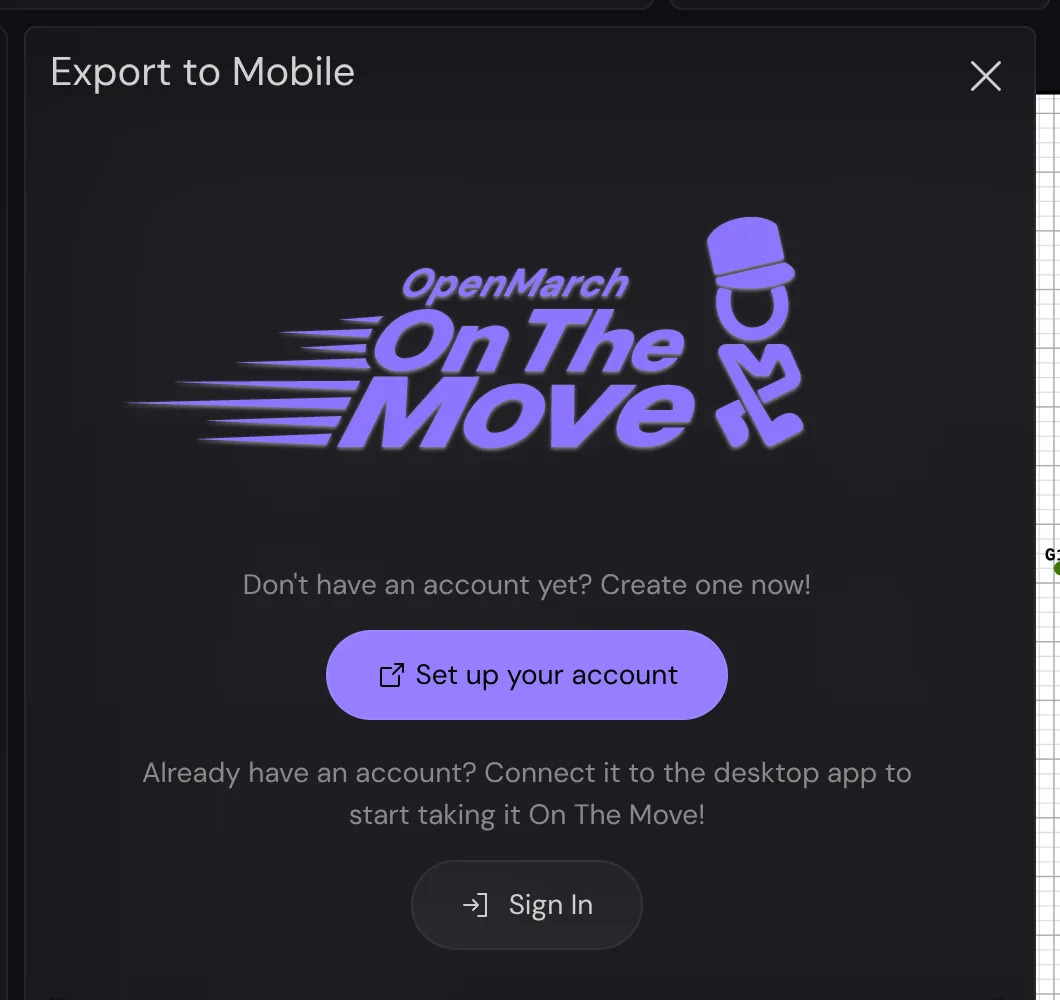 Export to Mobile
OpenMarch
On The
Move
Don't have an account yet? Create one now!
Set up your account
Already have an account? Connect it to the desktop app to
start taking it On The Move!
Sign In